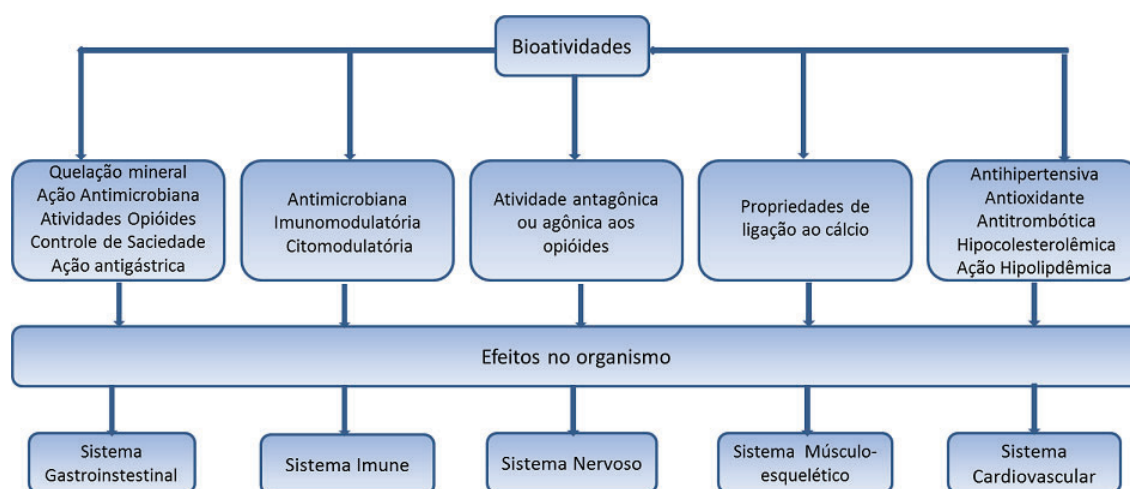 Bioatividades
Quelação mineral
Ação Antimicrobiana
Atividades Opióides
Controle de Saciedade
Ação antigástrica
Antimicrobiana
Imunomodulatória
Citomodulatória
Atividade antagônica
ou agônica aos
opióides
Propriedades de
ligação ao cálcio
Antihipertensiva
Antioxidante
Antitrombótica
Hipocolesterolêmica
Ação Hipolipdêmica
Efeitos no organismo
Sistema
Gastroinstestinal
Sistema Imune
Sistema Nervoso
Sistema Músculo-
esquelético
Sistema
Cardiovascular